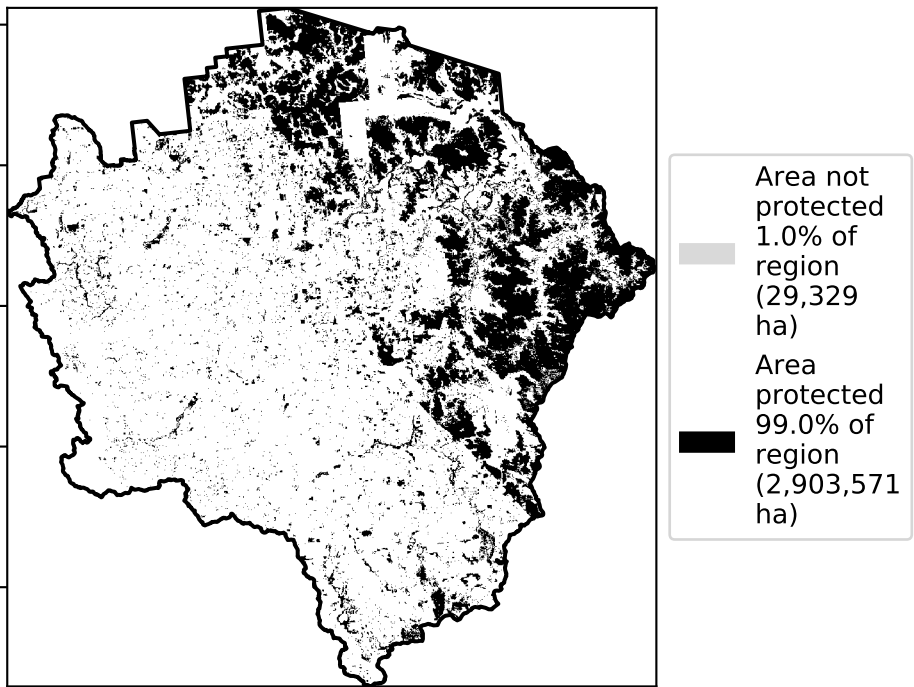 Area not
protected
1.0% of
region
(29,329
ha)
Area
protected
99.0% of
region
(2,903,571
ha)